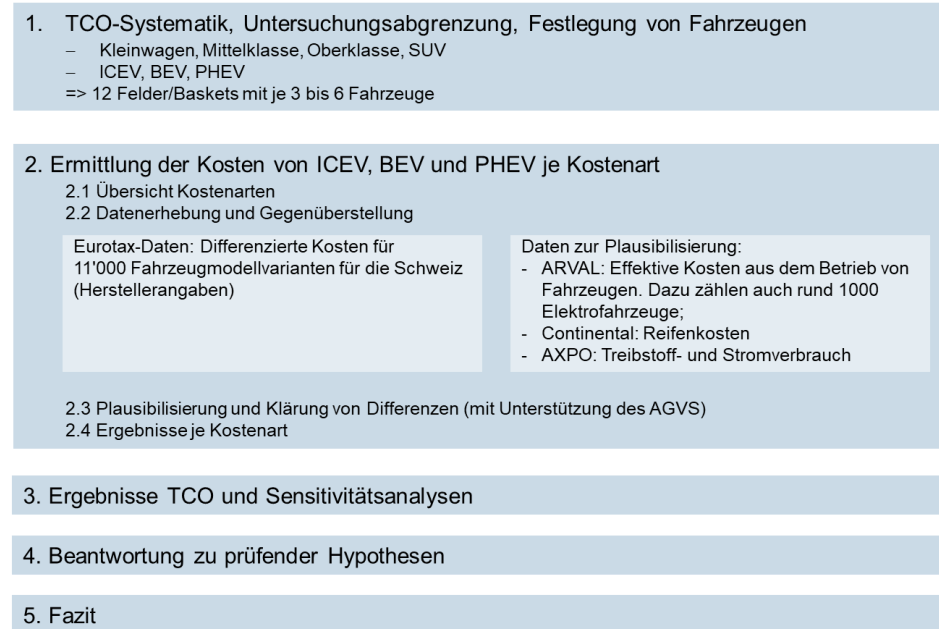 1. TCO-Systematik, Untersuchungsabgrenzung, Festlegung von Fahrzeugen
– Kleinwagen, Mittelklasse, Oberklasse, SUV
– ICEV, BEV, PHEV
=> 12 Felder/Baskets mit je 3 bis 6 Fahrzeuge
2. Ermittlung der Kosten von ICEV, BEV und PHEV je Kostenart
2.1 Übersicht Kostenarten
2.2 Datenerhebung und Gegenüberstellung
Eurotax-Daten: Differenzierte Kosten für
11'000 Fahrzeugmodellvarianten für die Schweiz
(Herstellerangaben)
Daten zur Plausibilisierung:
- ARVAL: Effektive Kosten aus dem Betrieb von
Fahrzeugen. Dazu zählen auch rund 1000
Elektrofahrzeuge;
- Continental: Reifenkosten
- AXPO: Treibstoff- und Stromverbrauch
2.3 Plausibilisierung und Klärung von Differenzen (mit Unterstützung des AGVS)
2.4 Ergebnisse je Kostenart
3. Ergebnisse TCO und Sensitivitätsanalysen
4. Beantwortung zu prüfender Hypothesen
5. Fazit